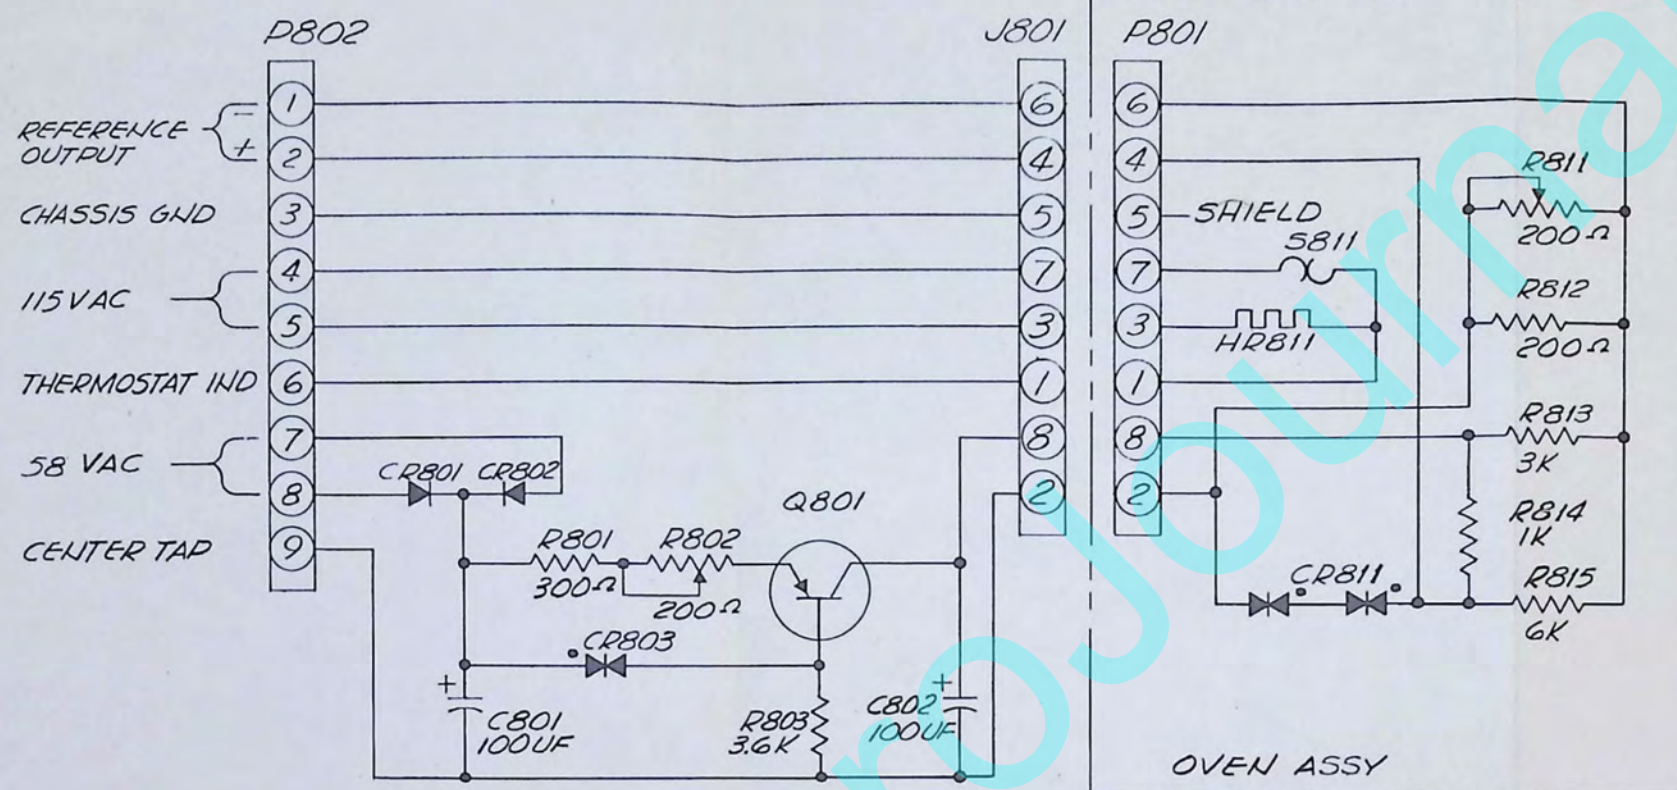 P802
J801
P801
REFERENCE
OUTPUT
-
+
CHASSIS GND
115VAC
THERMOSTAT IND
58 VAC
CENTER TAP
1
2
3
4
5
6
7
8
9
6
4
5
7
3
1
8
2
6
4
5
7
3
1
8
2
SHIELD
S811
HR811
R811
200Ω
R812
200Ω
R813
3K
R814
1K
R815
6K
CR811
CR801
CR802
Q801
R801
300Ω
R802
200Ω
CR803
+
C801
100UF
R803
3.6K
+
C802
100UF
OVEN ASSY
roJourna